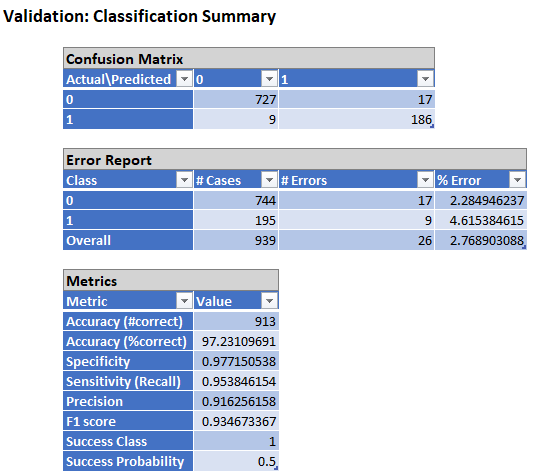 Validation: Classification Summary
Confusion Matrix
Actual\Predicted 0 1
0 727 17
1 9 186
Error Report
Class # Cases # Errors % Error
0 744 17 2.284946237
1 195 9 4.615384615
Overall 939 26 2.768903088
Metrics
Metric Value
Accuracy (#correct) 913
Accuracy (%correct) 97.23109691
Specificity 0.977150538
Sensitivity (Recall) 0.953846154
Precision 0.916256158
F1 score 0.934673367
Success Class 1
Success Probability 0.5